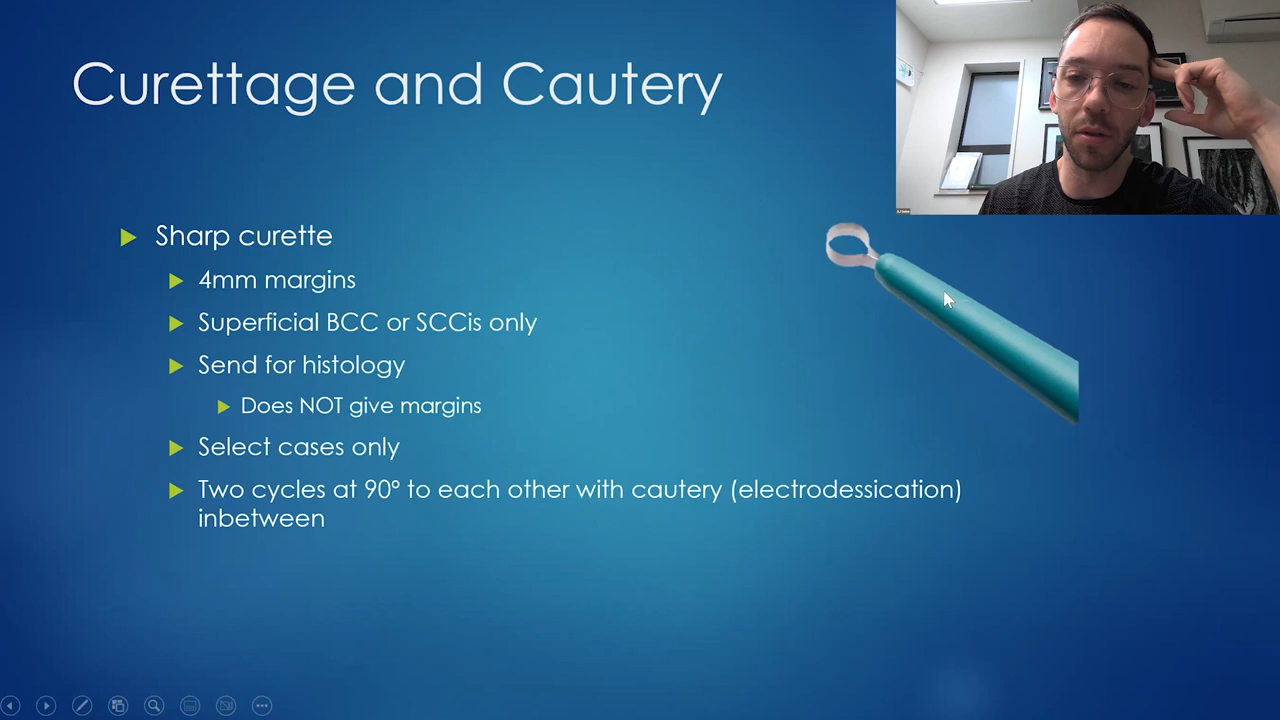 Curettage and Cautery
Sharp curette
4mm margins
Superficial BCC or SCCis only
Send for histology
Does NOT give margins
Select cases only
Two cycles at 90° to each other with cautery (electrodessication)
inbetween